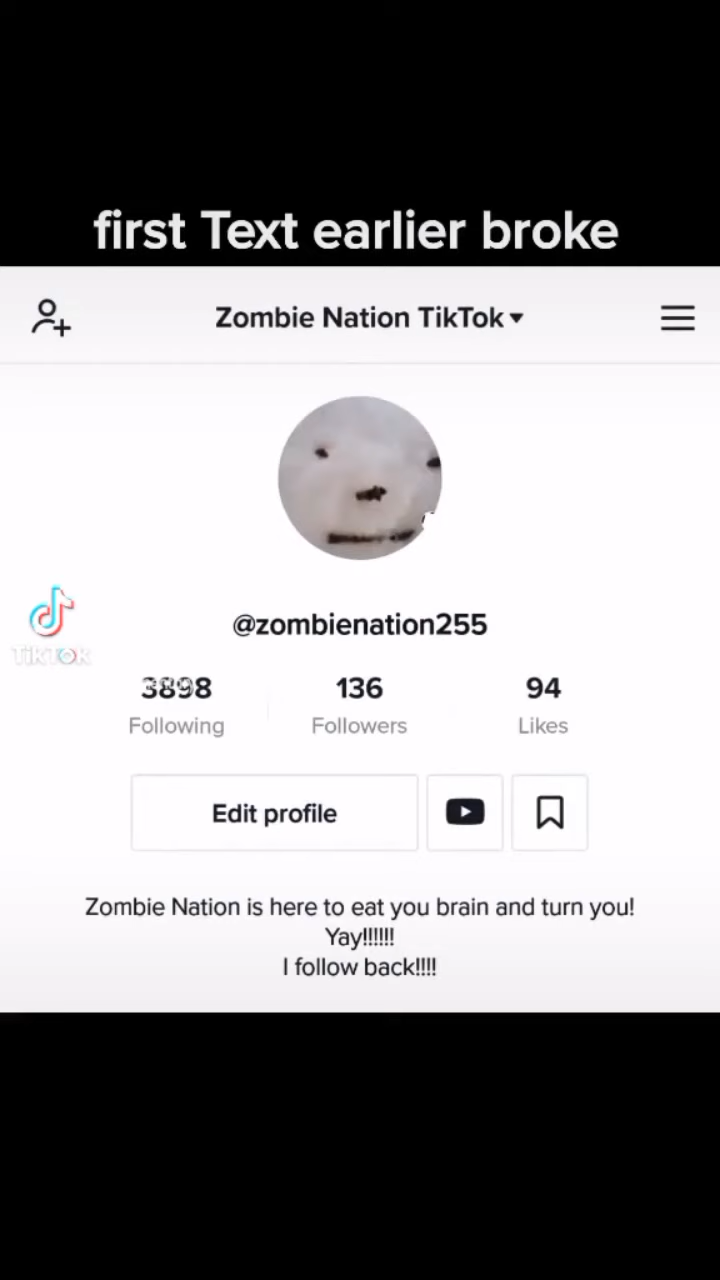 first Text earlier broke
Zombie Nation TikTok
@zombienation255
TikTok
3898 136 94
Following Followers Likes
Edit profile
Zombie Nation is here to eat you brain and turn you!
Yay!!!!!!
I follow back!!!!